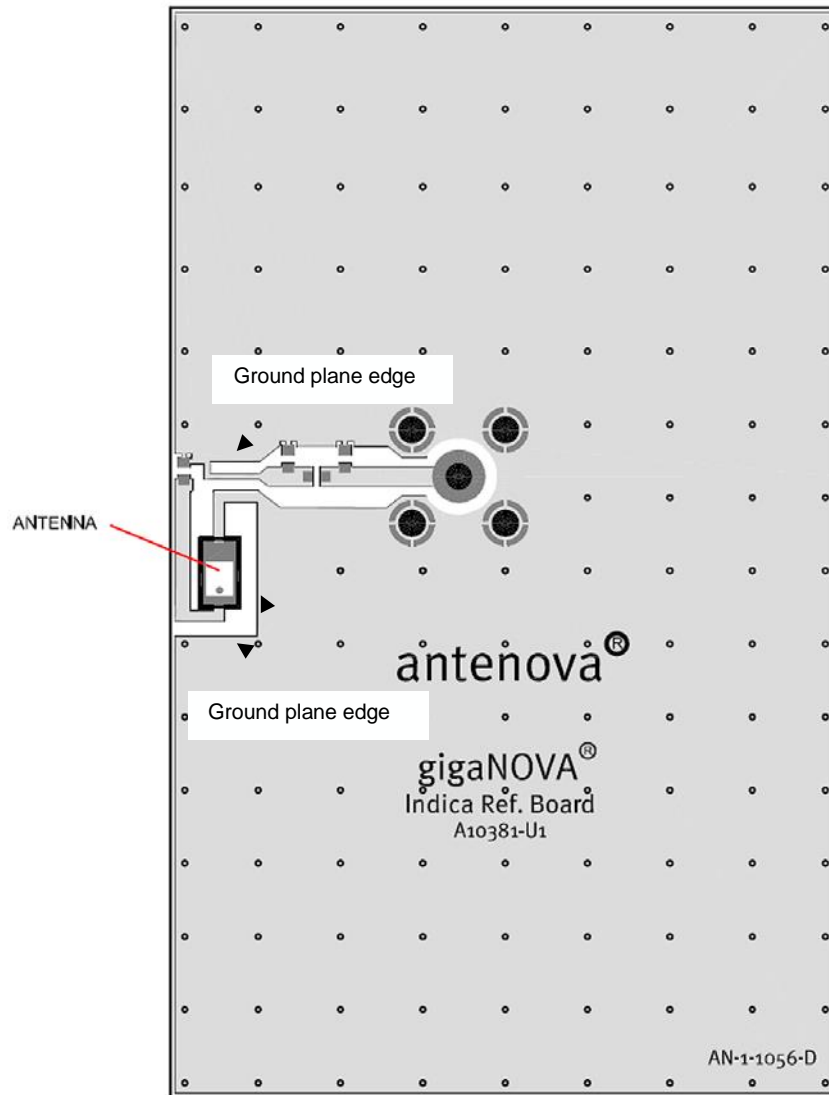 Ground plane edge
ANTENNA
antenova®
Ground plane edge
gigaNOVA®
Indica Ref. Board
A10381-U1
AN-1-1056-D